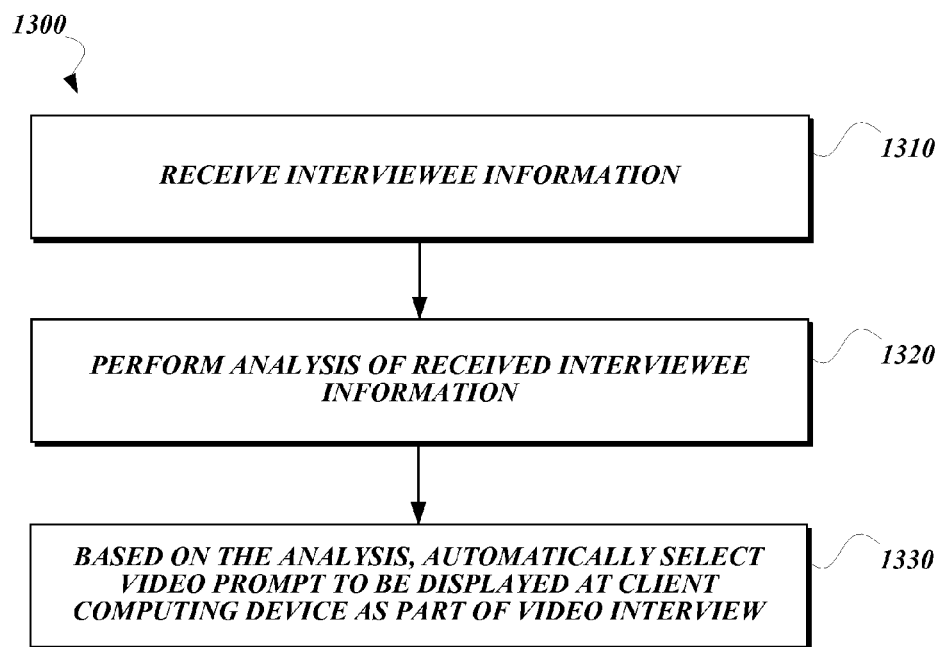 1300
RECEIVE INTERVIEWEE INFORMATION
1310
PERFORM ANALYSIS OF RECEIVED INTERVIEWEE
INFORMATION
1320
BASED ON THE ANALYSIS, AUTOMATICALLY SELECT
VIDEO PROMPT TO BE DISPLAYED AT CLIENT
COMPUTING DEVICE AS PART OF VIDEO INTERVIEW
1330